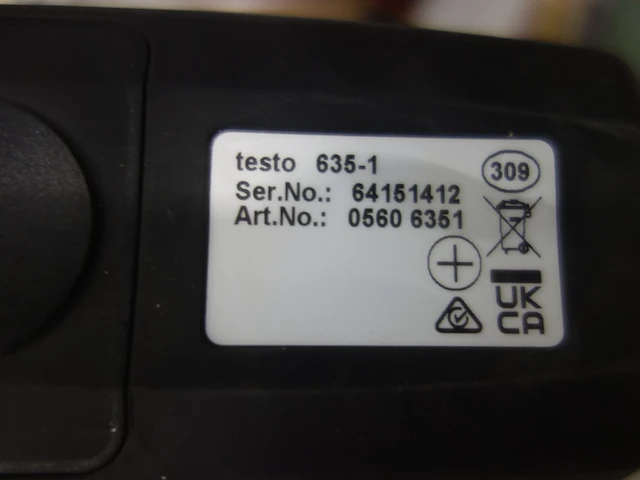 testo 635-1
309
Ser.No.: 64151412
Art.No.: 0560 6351
UK
CA